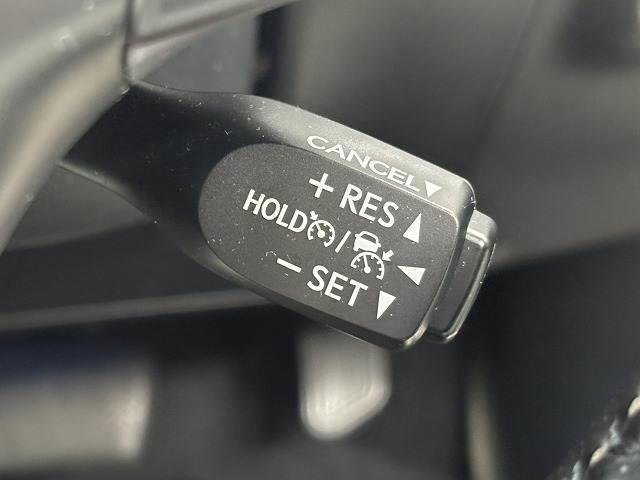 CANCEL▼
+ RES ▲
HOLD / ◀
− SET ▼